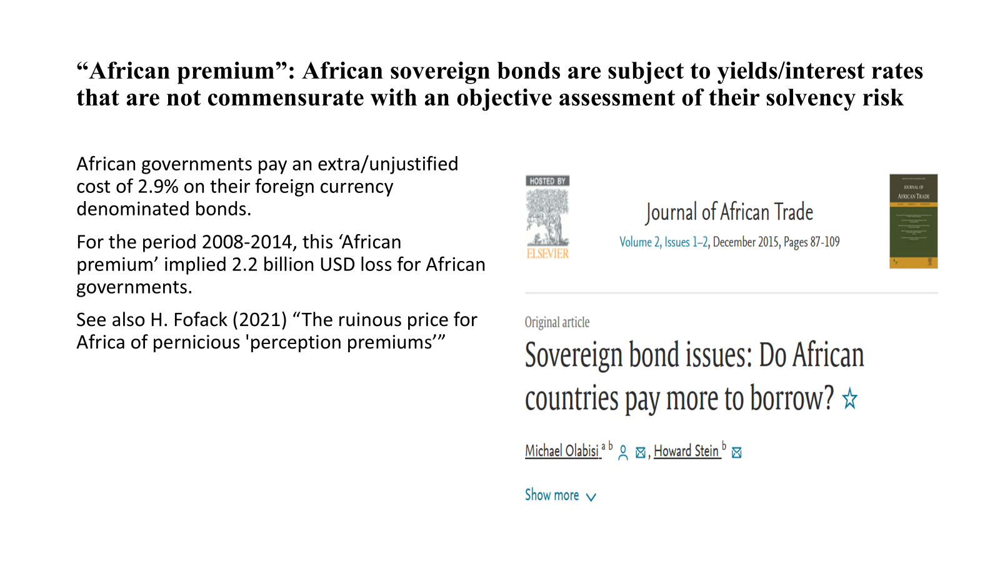 “African premium”: African sovereign bonds are subject to yields/interest rates
that are not commensurate with an objective assessment of their solvency risk
African governments pay an extra/unjustified
cost of 2.9% on their foreign currency
denominated bonds.
For the period 2008-2014, this ‘African
premium’ implied 2.2 billion USD loss for African
governments.
See also H. Fofack (2021) “The ruinous price for
Africa of pernicious 'perception premiums’”
HOSTED BY
ELSEVIER
Journal of African Trade
Volume 2, Issues 1–2, December 2015, Pages 87-109
JOURNAL OF
AFRICAN TRADE
Original article
Sovereign bond issues: Do African
countries pay more to borrow? ☆
Michael Olabisi a b , Howard Stein b
Show more